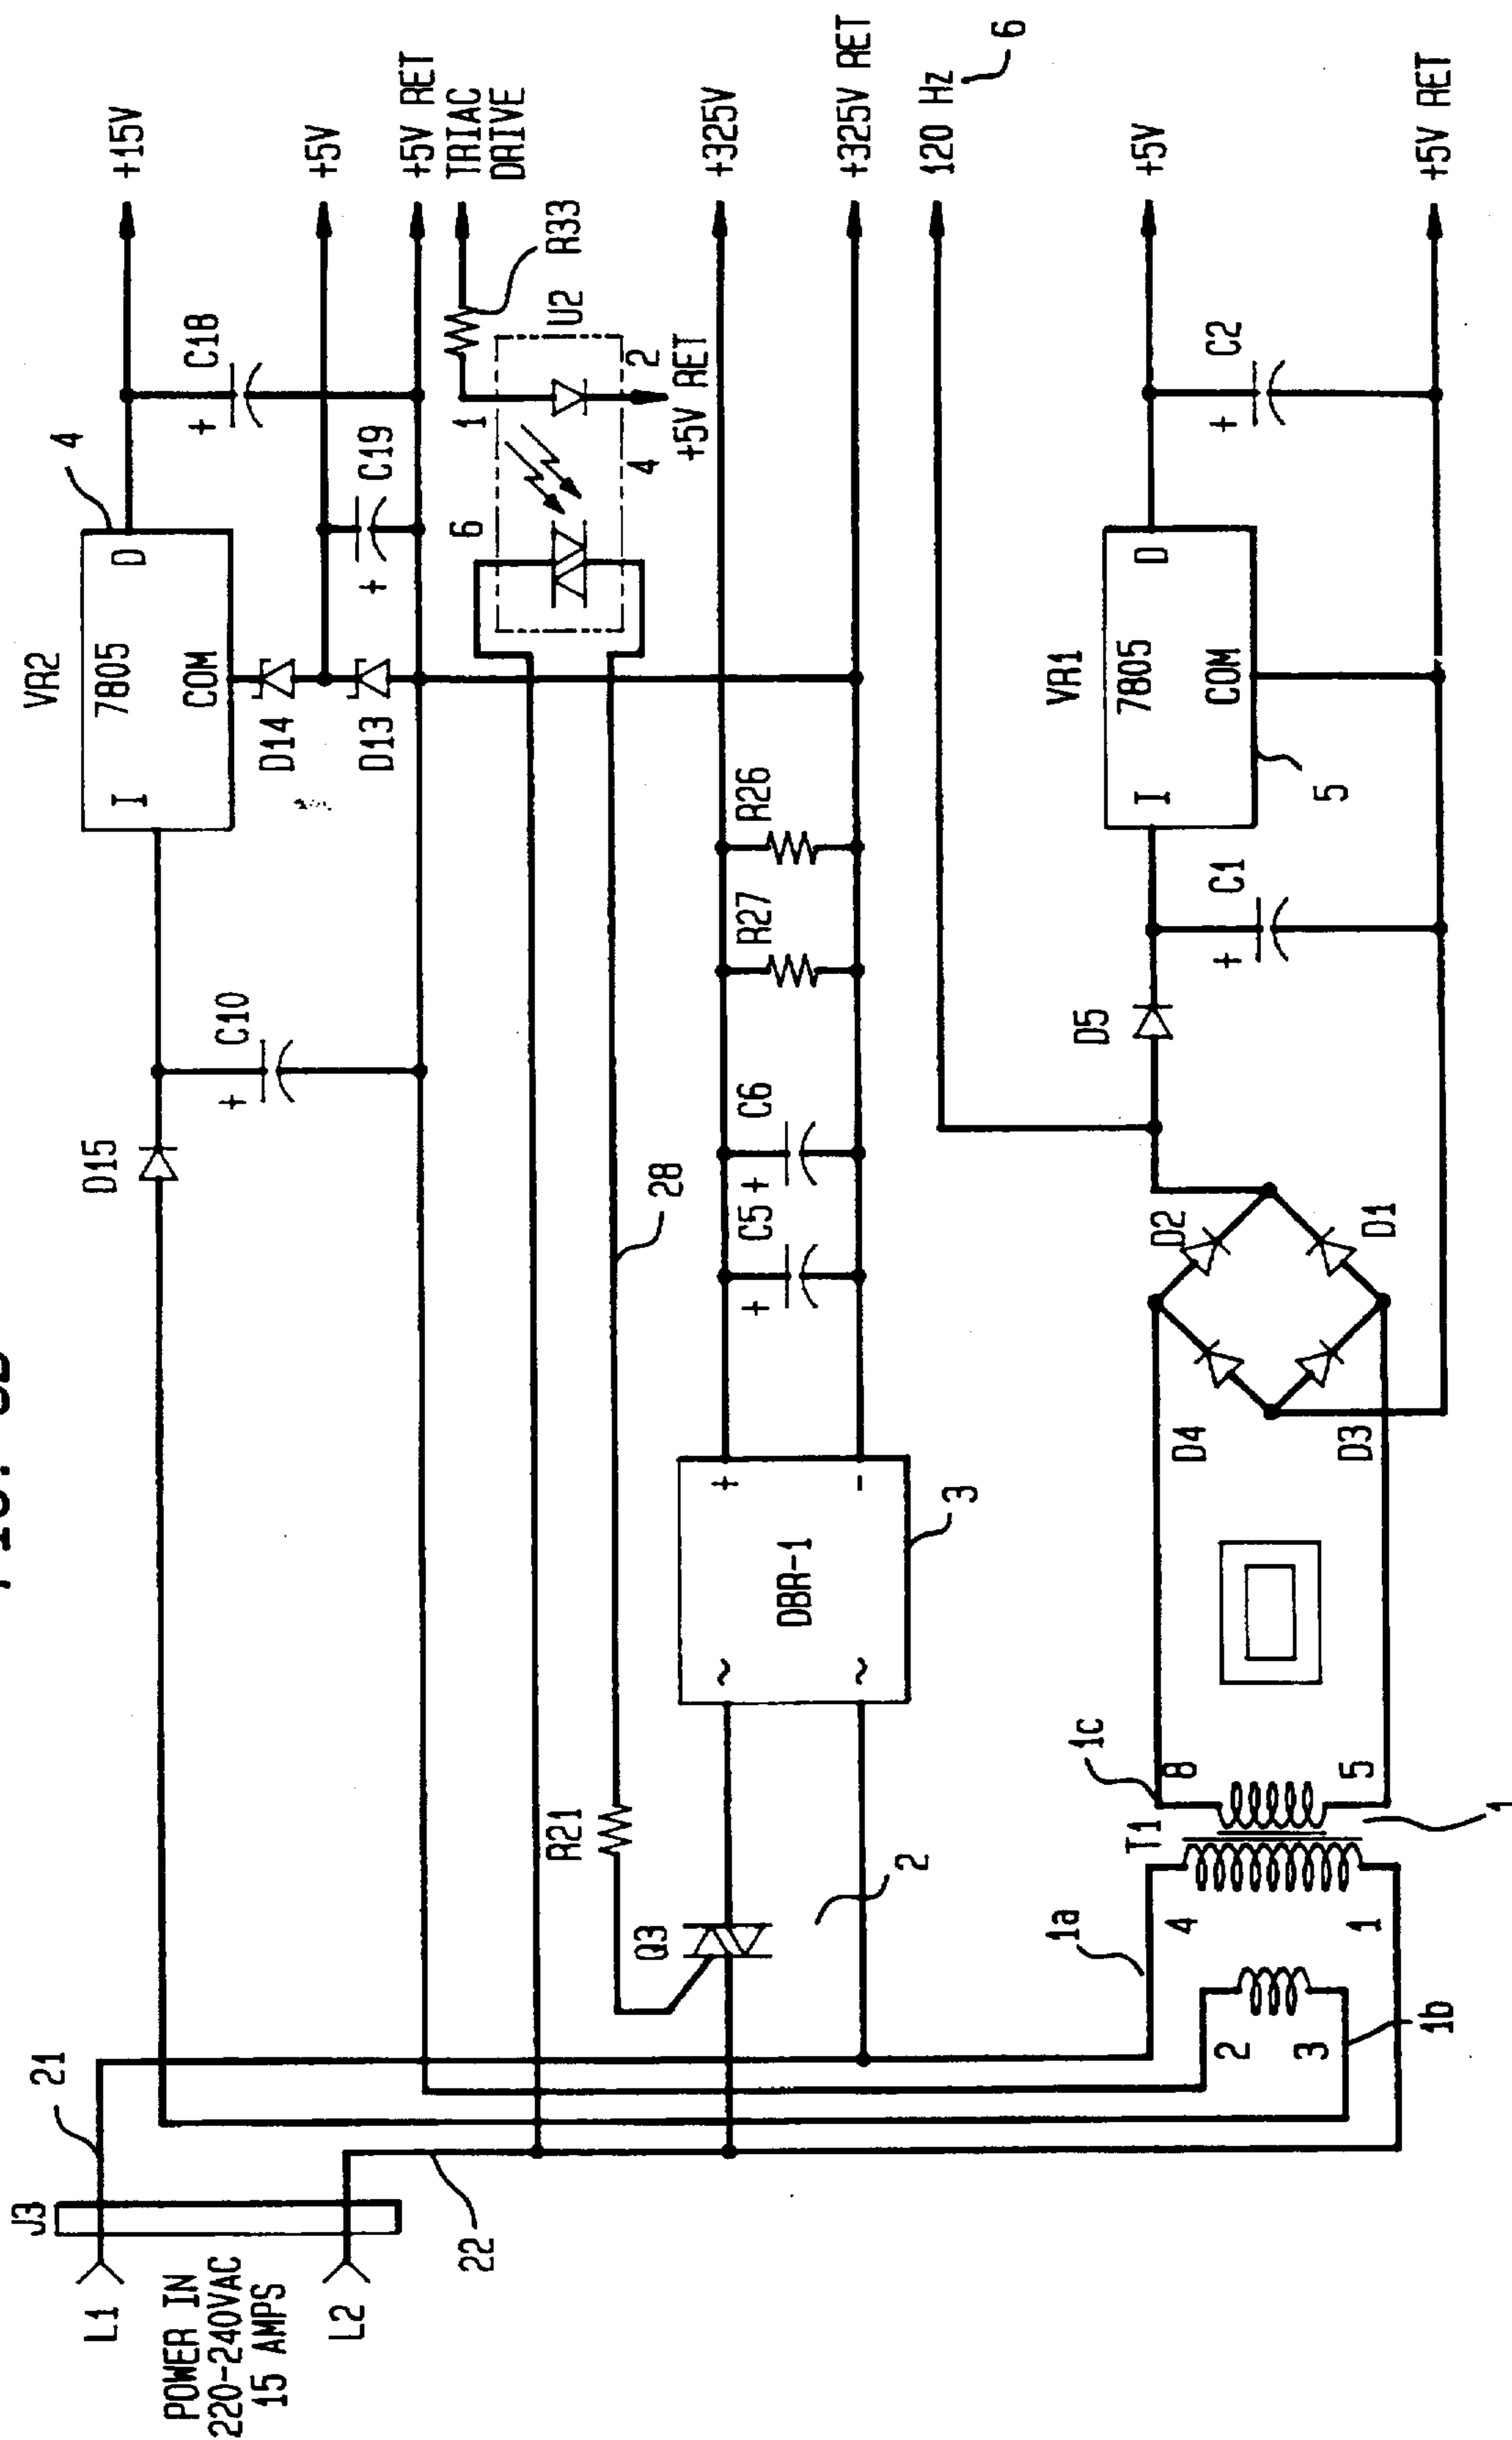 J3
21
L1
POWER IN
220-240VAC
15 AMPS
L2
22
D15
C10
+
VR2
4
7805
I
D
COM
D14
D13
C19
+
C18
+
+15V
+5V
+5V RET
TRIAC
DRIVE
R33
U2
1
2
6
4
+5V RET
28
R21
Q3
2
DBR-1
~
~
+
-
3
C5
+
C6
+
R27
R26
+325V
+325V RET
120 Hz
6
1a
4
1
2
3
1b
T1
1c
8
5
1
D2
D1
D4
D3
D5
C1
+
VR1
7805
I
D
COM
5
C2
+
+5V
+5V RET